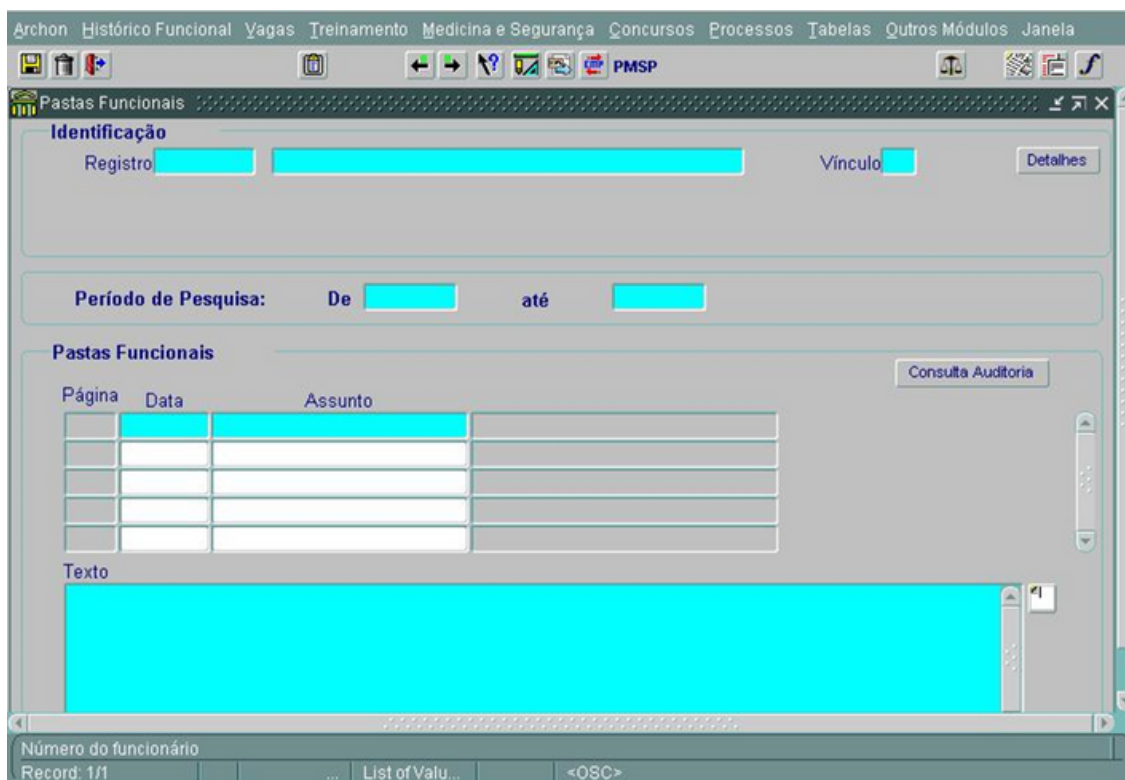 Archon Histórico Funcional Vagas Treinamento Medicina e Segurança Concursos Processos Tabelas Outros Módulos Janela
PMSP
Pastas Funcionais
Identificação
Registro Vínculo Detalhes
Período de Pesquisa: De até
Pastas Funcionais
Consulta Auditoria
Página Data Assunto
Texto
Número do funcionário
Record: 1/1 ... List of Valu... <OSC>